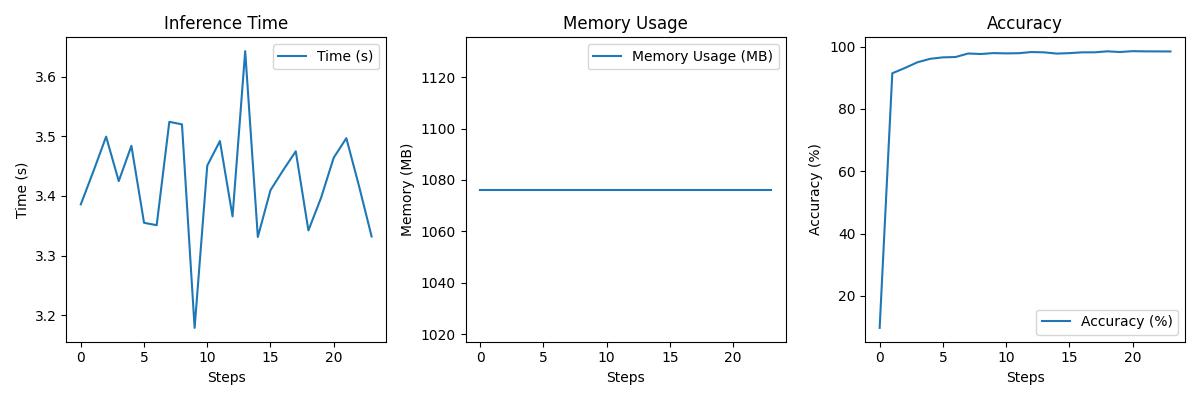 Inference Time
Time (s)
3.6
3.5
3.4
3.3
3.2
Time (s)
0 5 10 15 20
Steps
Memory Usage
Memory Usage (MB)
1120
1100
1080
1060
1040
1020
Memory (MB)
0 5 10 15 20
Steps
Accuracy
100
80
60
40
20
Accuracy (%)
Accuracy (%)
0 5 10 15 20
Steps